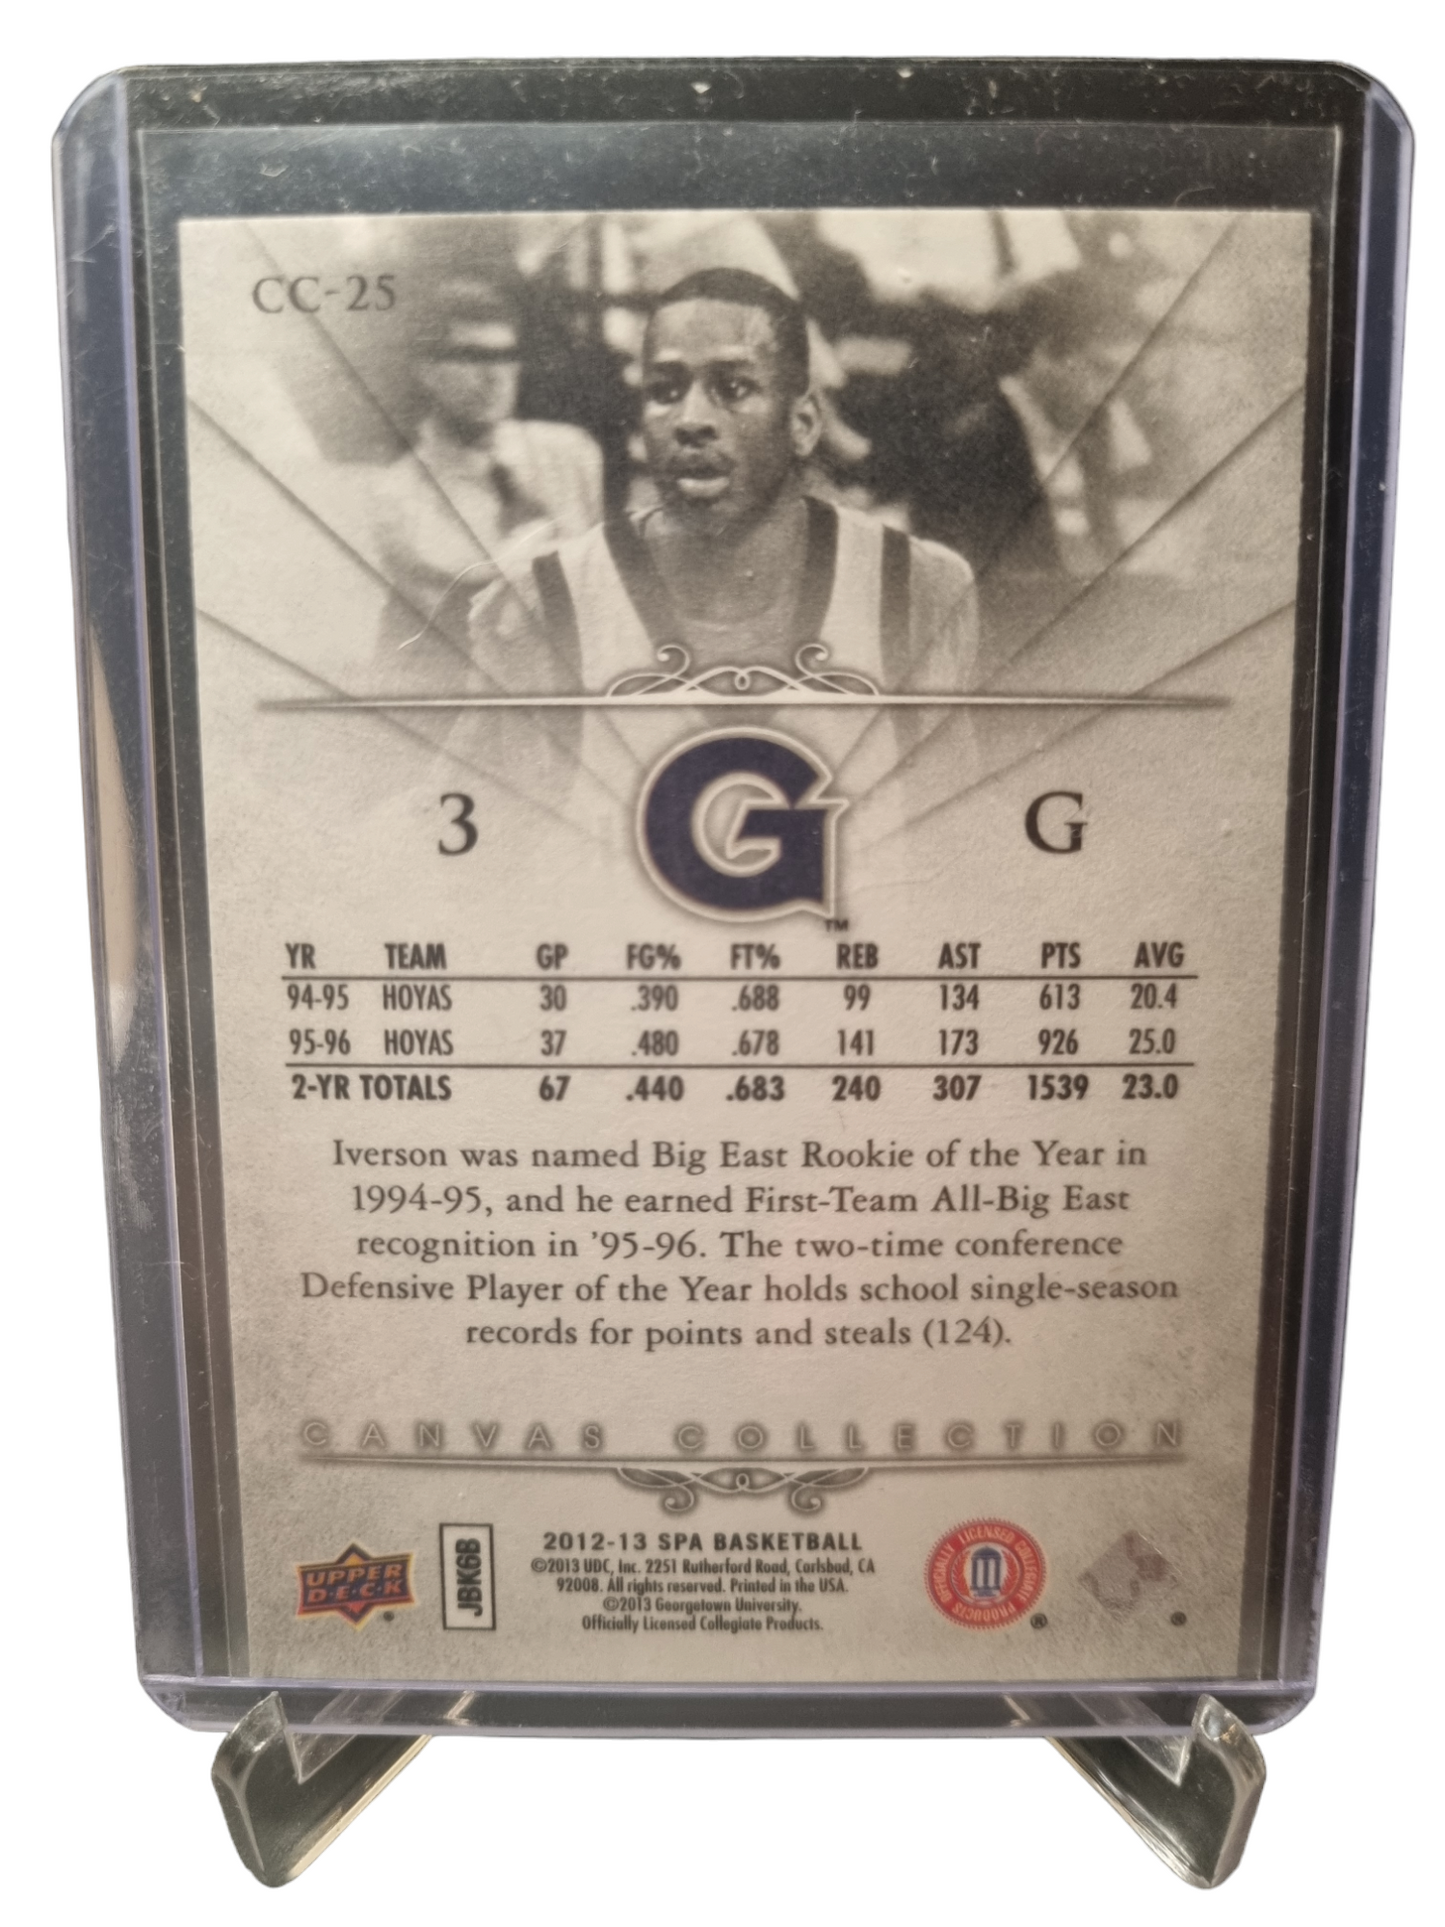 CC-25
3 G G
TM
YR TEAM GP FG% FT% REB AST PTS AVG
94-95 HOYAS 30 .390 .688 99 134 613 20.4
95-96 HOYAS 37 .480 .678 141 173 926 25.0
2-YR TOTALS 67 .440 .683 240 307 1539 23.0
Iverson was named Big East Rookie of the Year in
1994-95, and he earned First-Team All-Big East
recognition in '95-96. The two-time conference
Defensive Player of the Year holds school single-season
records for points and steals (124).
CANVAS COLLECTION
UPPER
DECK
®
JBK6B
2012-13 SPA BASKETBALL
©2013 UDC, Inc. 2251 Rutherford Road, Carlsbad, CA
92008. All rights reserved. Printed in the USA.
©2013 Georgetown University.
Officially Licensed Collegiate Products.
OFFICIALLY LICENSED COLLEGIATE PRODUCTS
®
®